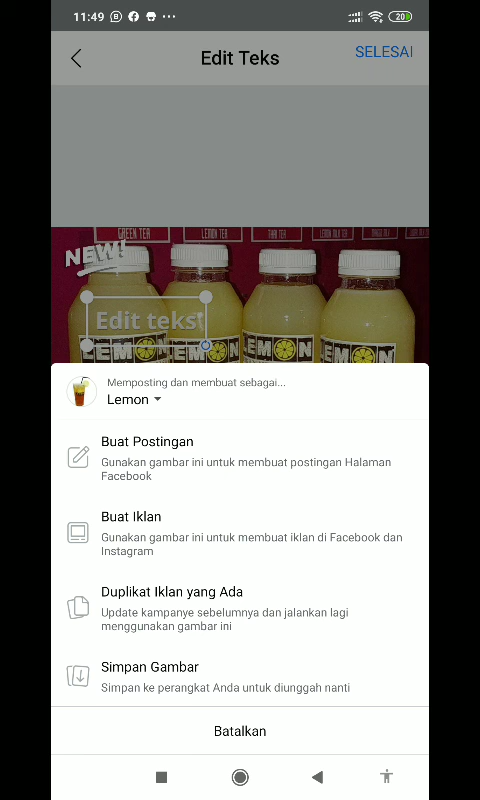 11:49
20
Edit Teks
SELESAI
GREEN TEA
LEMON TEA
THAI TEA
NEW!
Edit teks
LEMON
LEMON
LEMON
LEMON
Memposting dan membuat sebagai...
Lemon
Buat Postingan
Gunakan gambar ini untuk membuat postingan Halaman
Facebook
Buat Iklan
Gunakan gambar ini untuk membuat iklan di Facebook dan
Instagram
Duplikat Iklan yang Ada
Update kampanye sebelumnya dan jalankan lagi
menggunakan gambar ini
Simpan Gambar
Simpan ke perangkat Anda untuk diunggah nanti
Batalkan